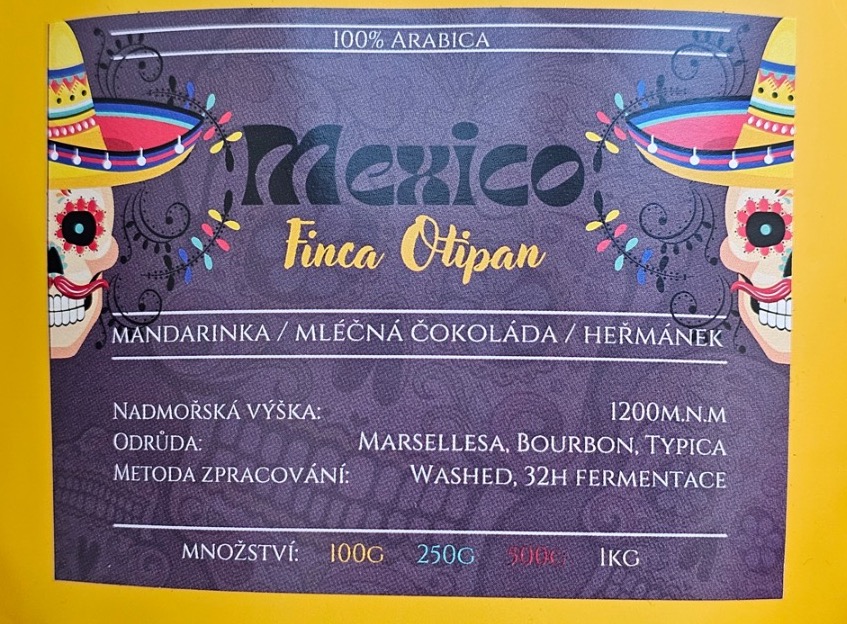 100% Arabica
Mexico
Finca Otipan
Mandarinka / Mléčná čokoláda / Heřmánek
Nadmořská výška: 1200m.n.m
Odrůda: Marsellesa, Bourbon, Typica
Metoda zpracování: Washed, 32h fermentace
Množství: 100g 250g 500g 1kg